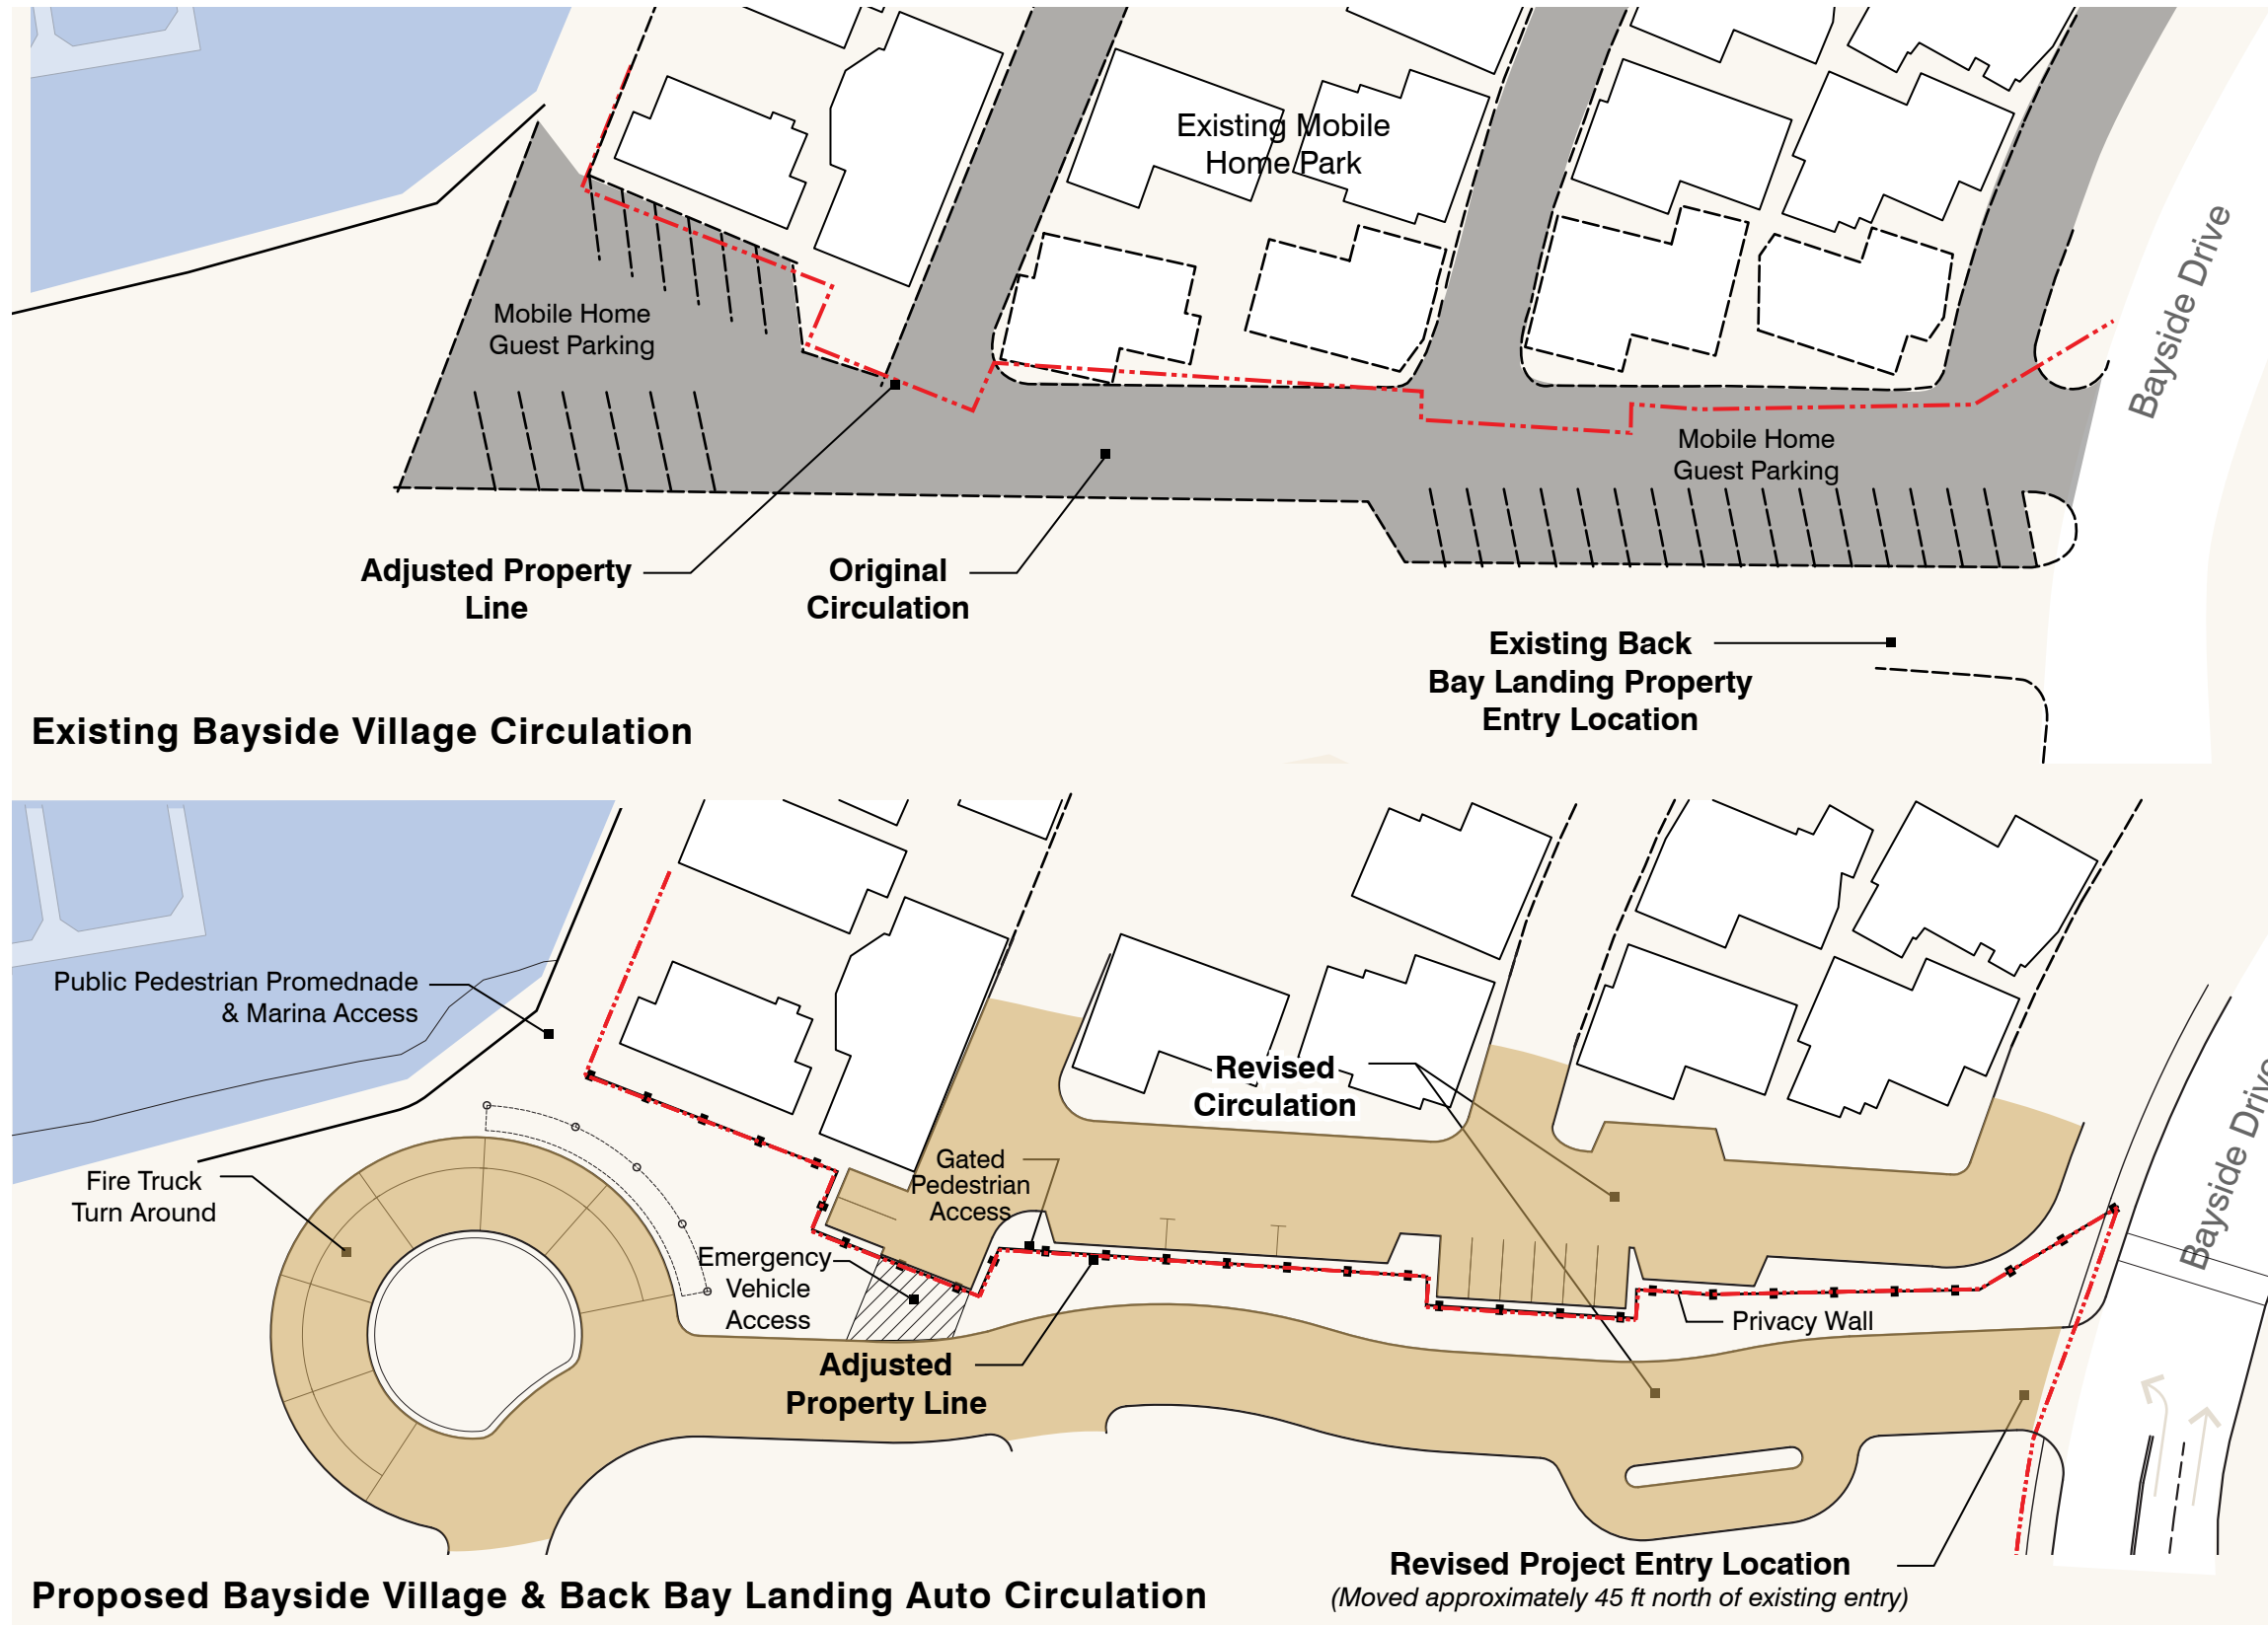 Existing Mobile
Home Park
Bayside Drive
Mobile Home
Guest Parking
Mobile Home
Guest Parking
Adjusted Property
Line
Original
Circulation
Existing Back
Bay Landing Property
Entry Location
Existing Bayside Village Circulation
Public Pedestrian Promednade
& Marina Access
Revised
Circulation
Gated
Pedestrian
Access
Fire Truck
Turn Around
Bayside Drive
Emergency
Vehicle
Access
Privacy Wall
Adjusted
Property Line
Revised Project Entry Location
(Moved approximately 45 ft north of existing entry)
Proposed Bayside Village & Back Bay Landing Auto Circulation